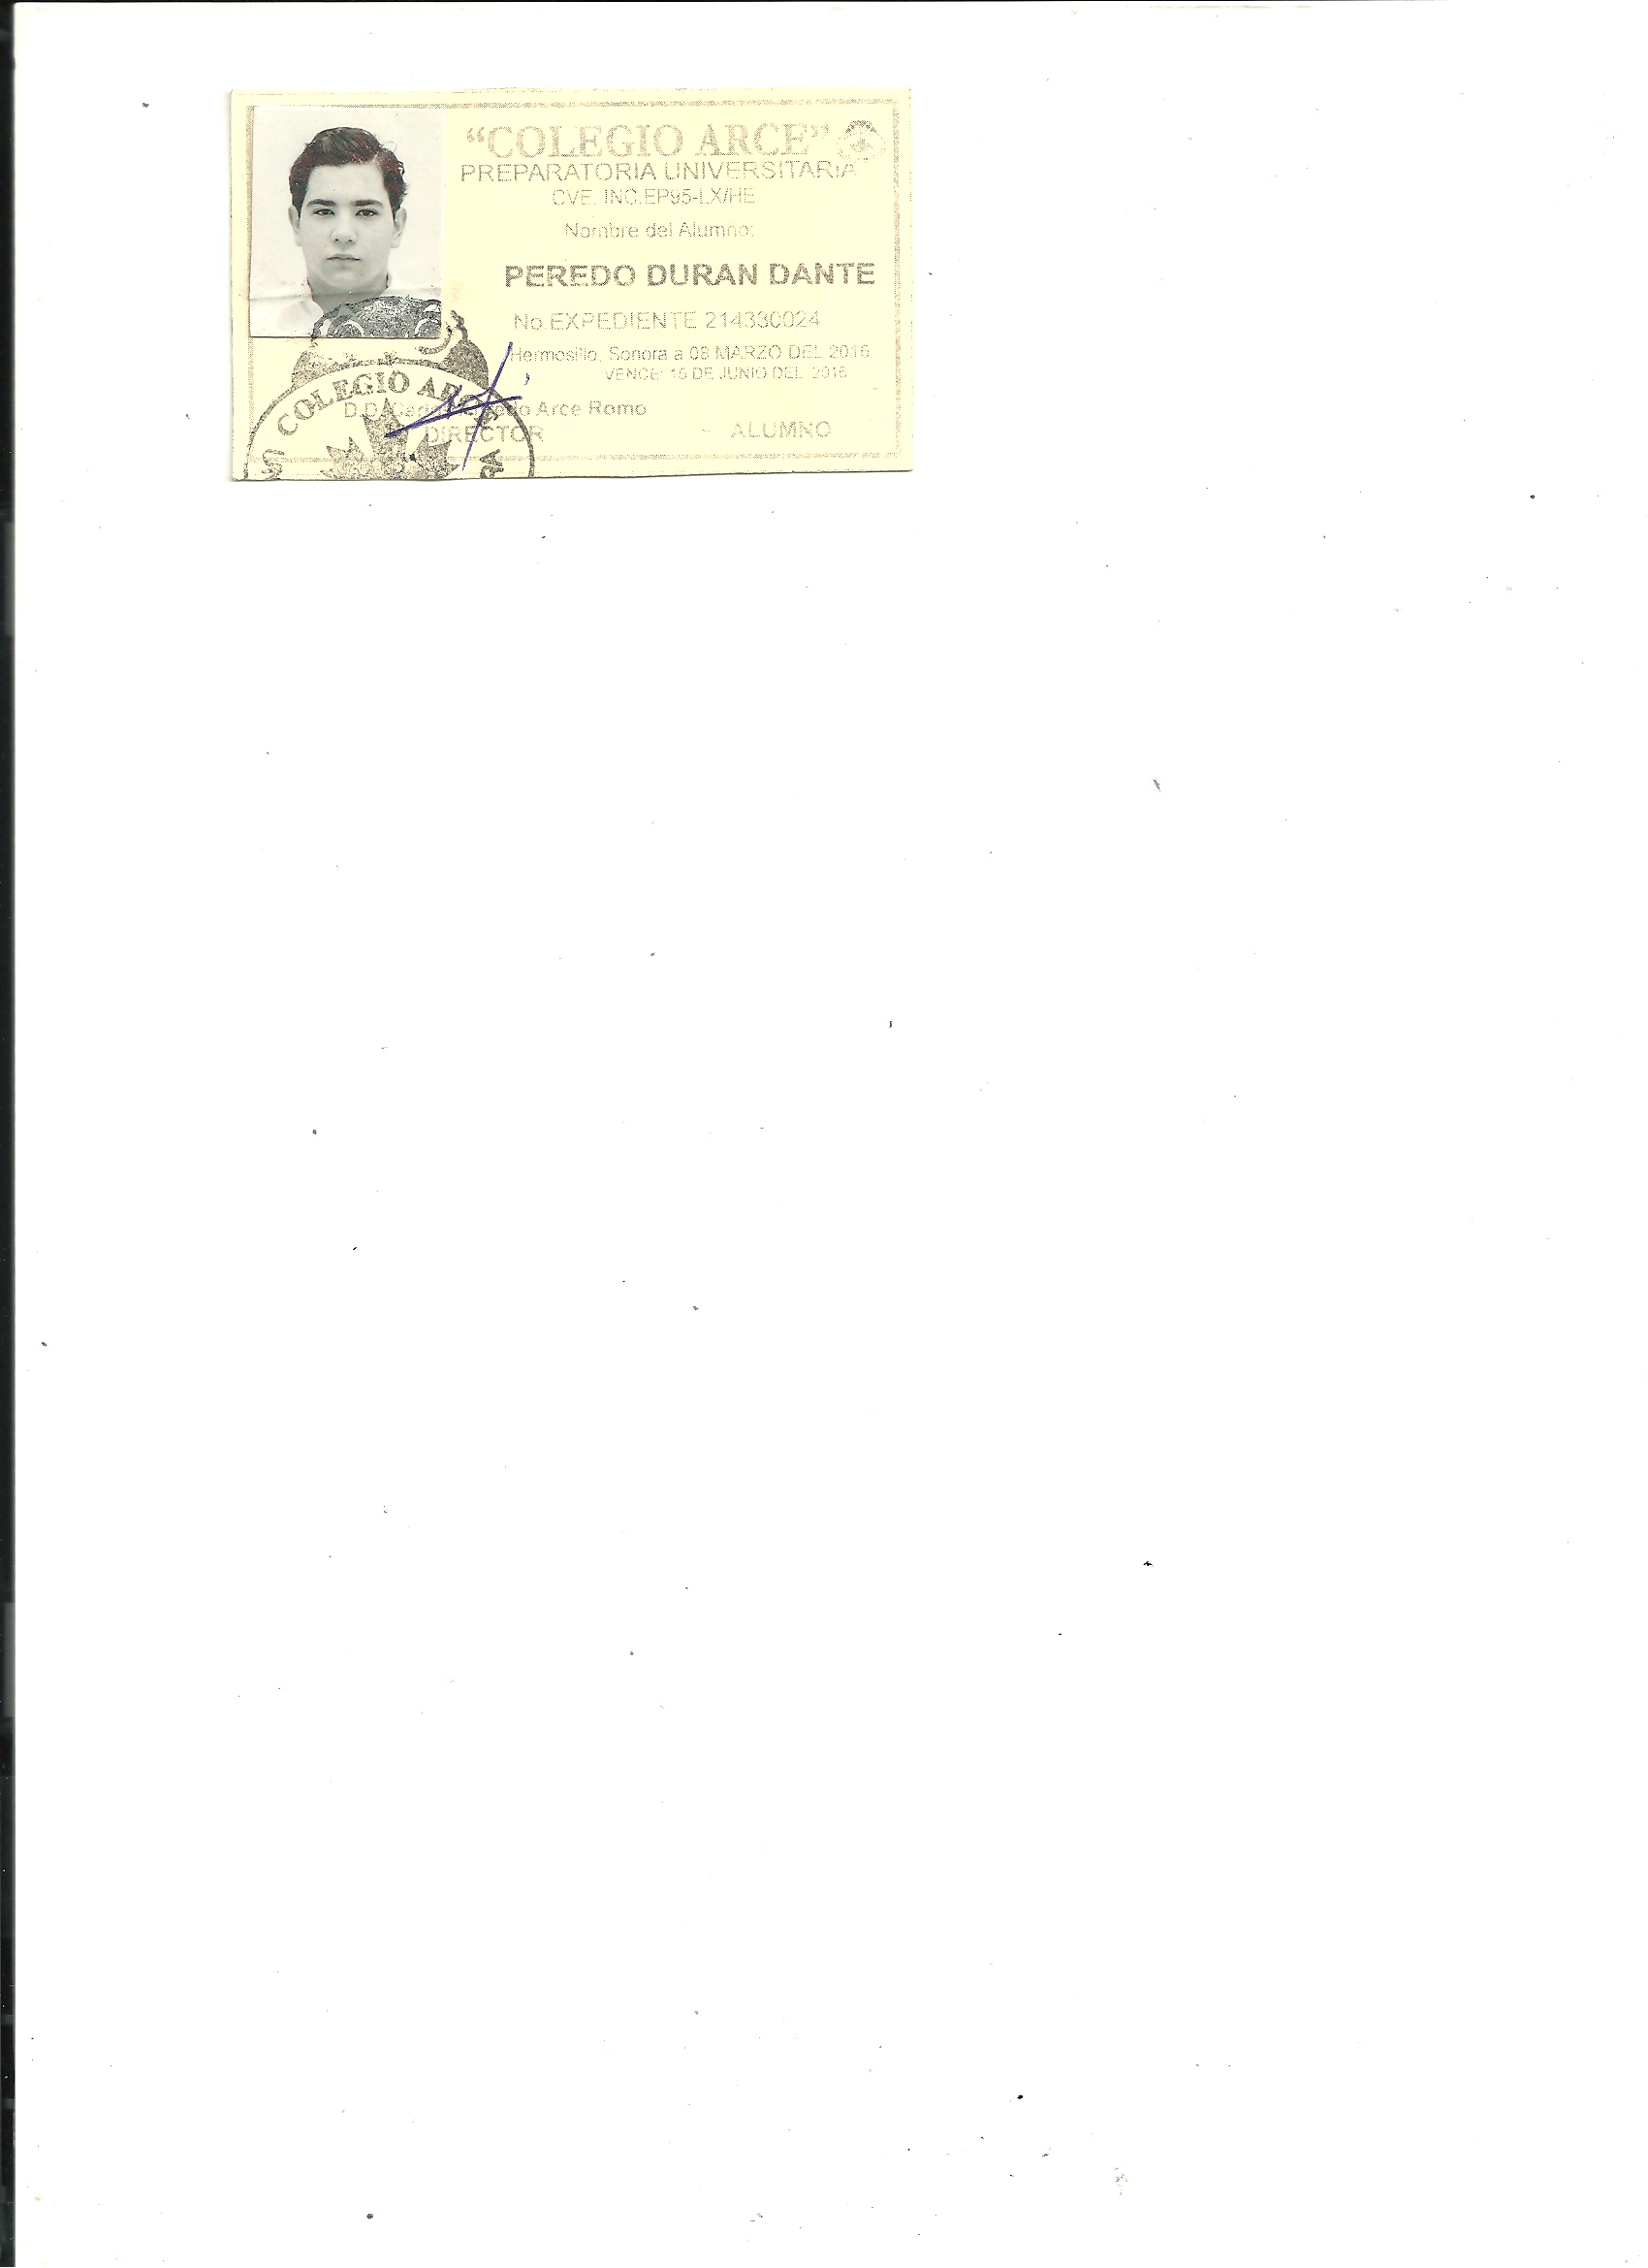 “COLEGIO ARCE”
PREPARATORIA UNIVERSITARIA
CVE. INC.EP95-LX/HE
Nombre del Alumno:
PEREDO DURAN DANTE
No.EXPEDIENTE 214330024
Hermosillo, Sonora a 08 MARZO DEL 2016
VENCE: 15 DE JUNIO DEL 2016
COLEGIO ARCE
D.D. Arce Romo
DIRECTOR
ALUMNO